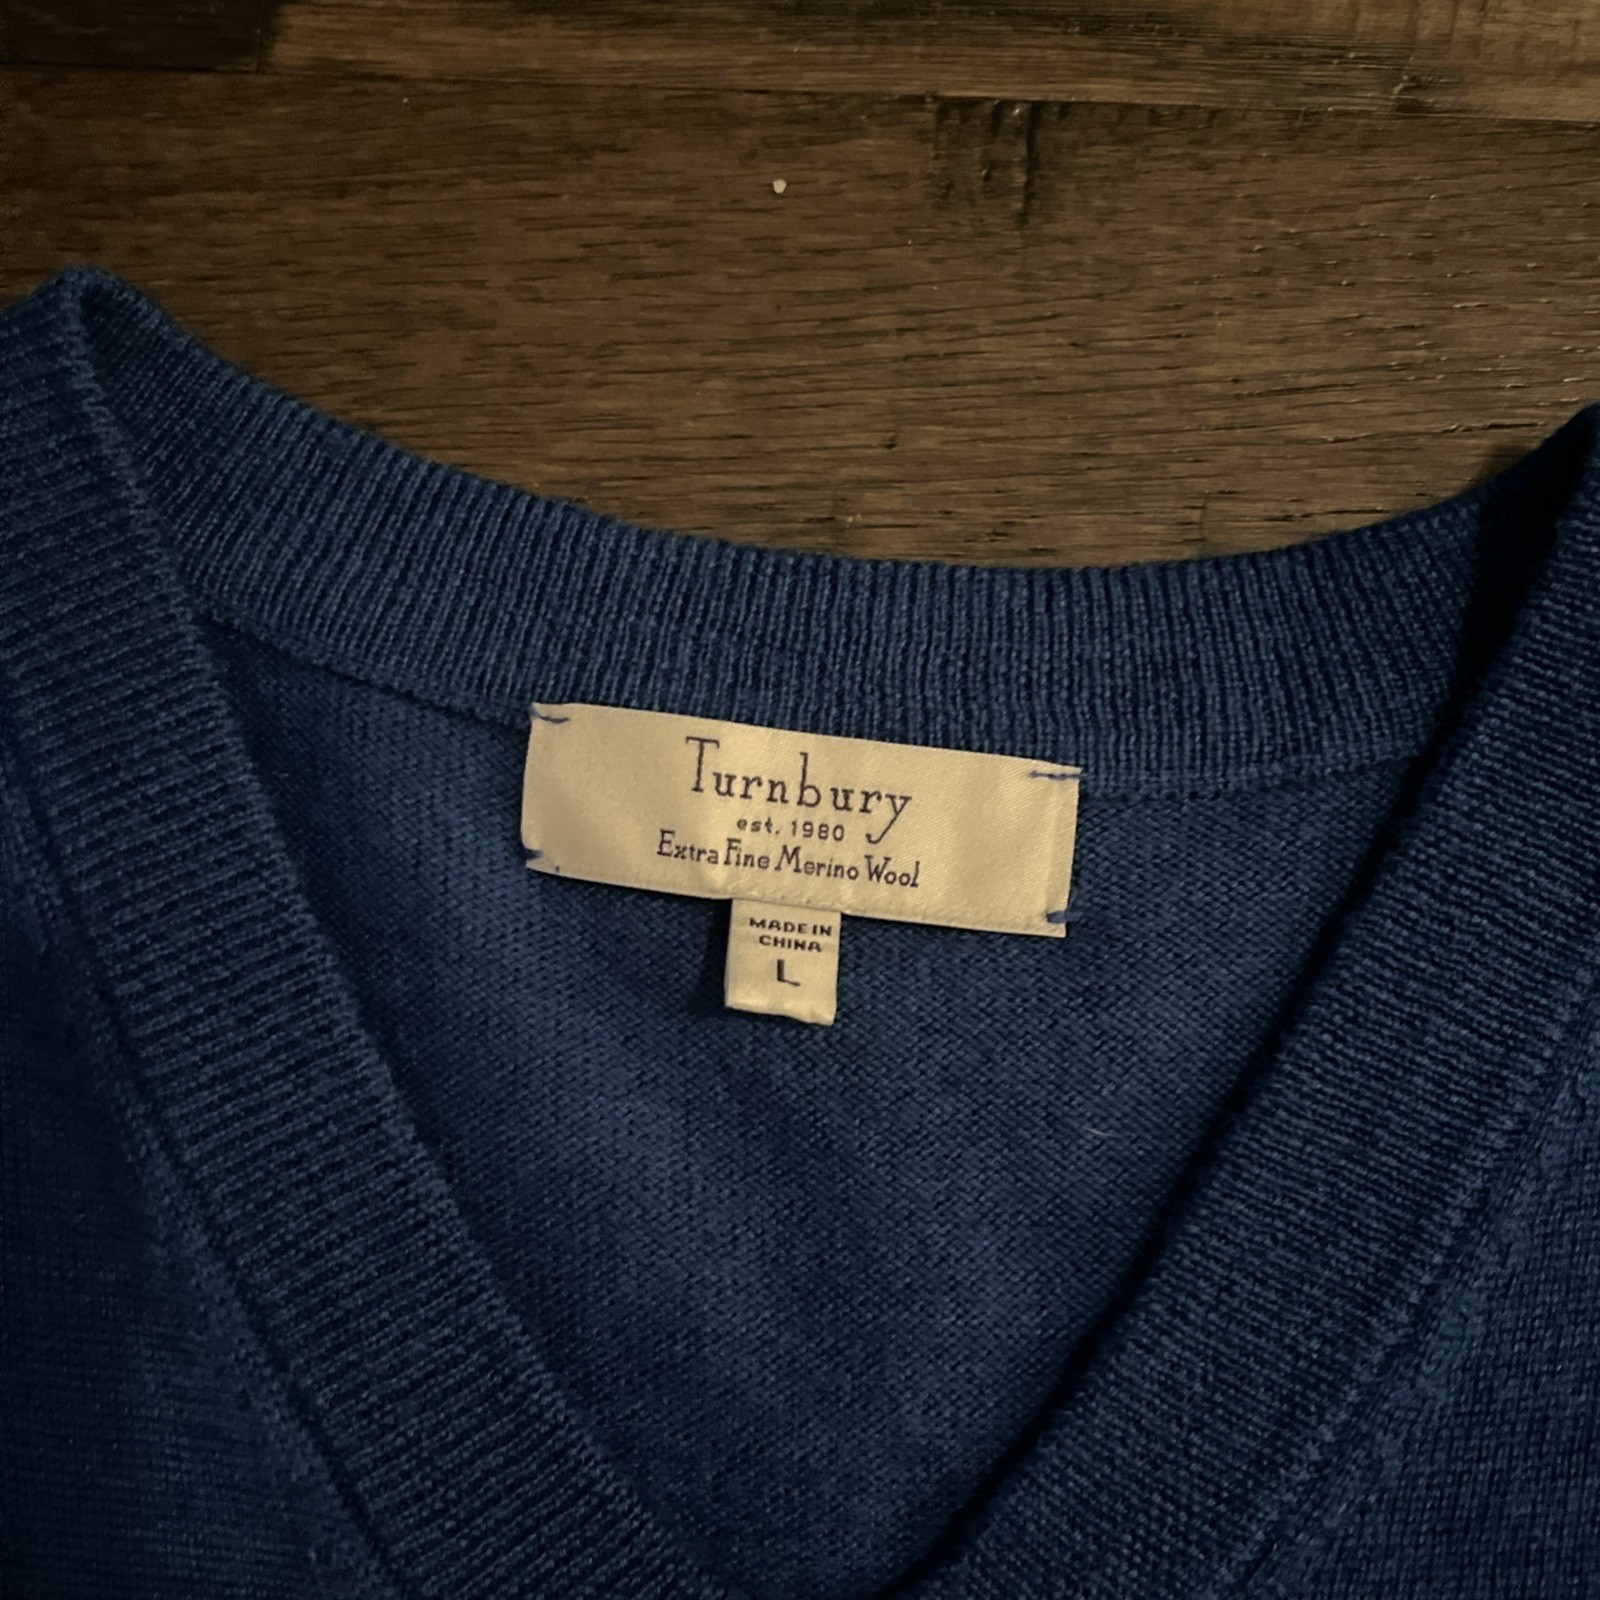 Turnbury
est. 1980
Extra Fine Merino Wool
MADE IN
CHINA
L